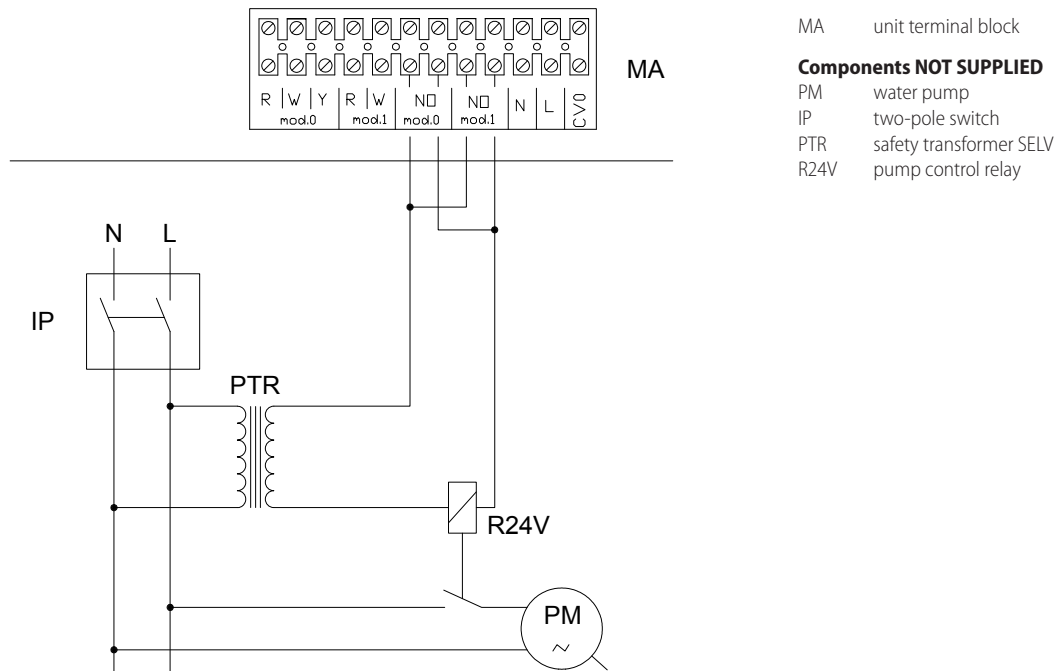 MA
R | W | Y | R | W | NO | NO | N | L | CV0
mod.0 mod.1 mod.0 mod.1
N L
IP
PTR
R24V
PM
~
MA unit terminal block
Components NOT SUPPLIED
PM water pump
IP two-pole switch
PTR safety transformer SELV
R24V pump control relay